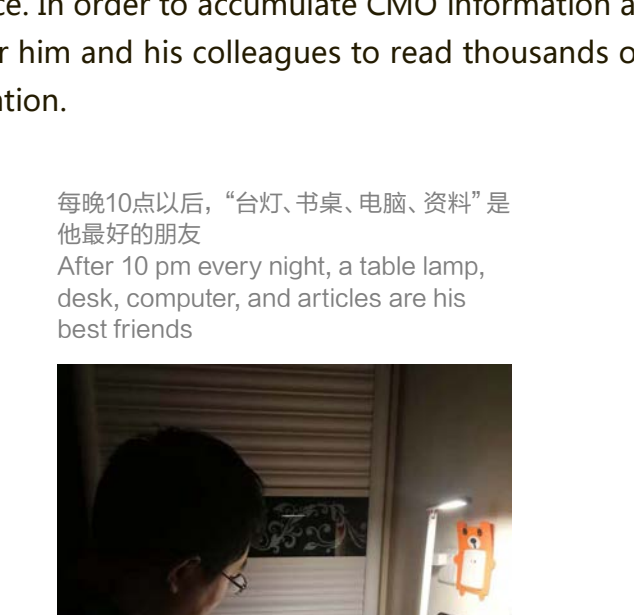 ce. In order to accumulate CMO information a
r him and his colleagues to read thousands o
ation.
每晚10点以后，“台灯、书桌、电脑、资料”是
他最好的朋友
After 10 pm every night, a table lamp,
desk, computer, and articles are his
best friends